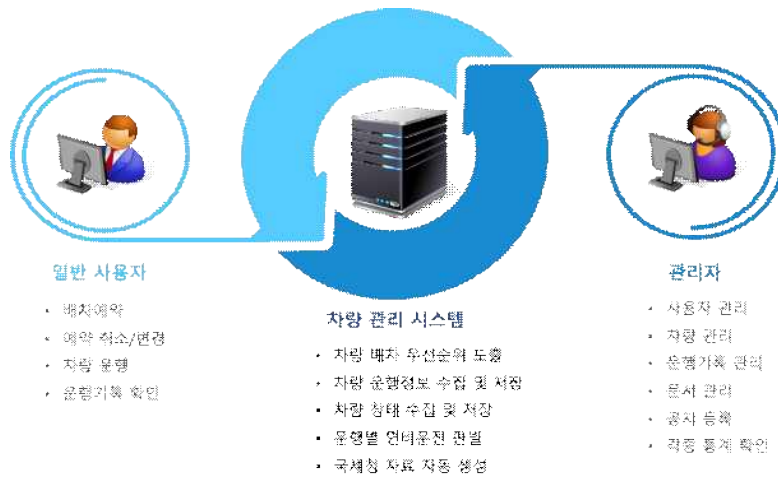 일반 사용자
배차예약
예약 취소/변경
차량 운행
운행기록 확인
차량 관리 시스템
차량 배차 우선순위 도출
차량 운행정보 수집 및 저장
차량 상태 수집 및 저장
운행별 연비운전 판별
국세청 자료 자동 생성
관리자
사용자 관리
차량 관리
운행기록 관리
문서 관리
공지 등록
각종 통계 확인